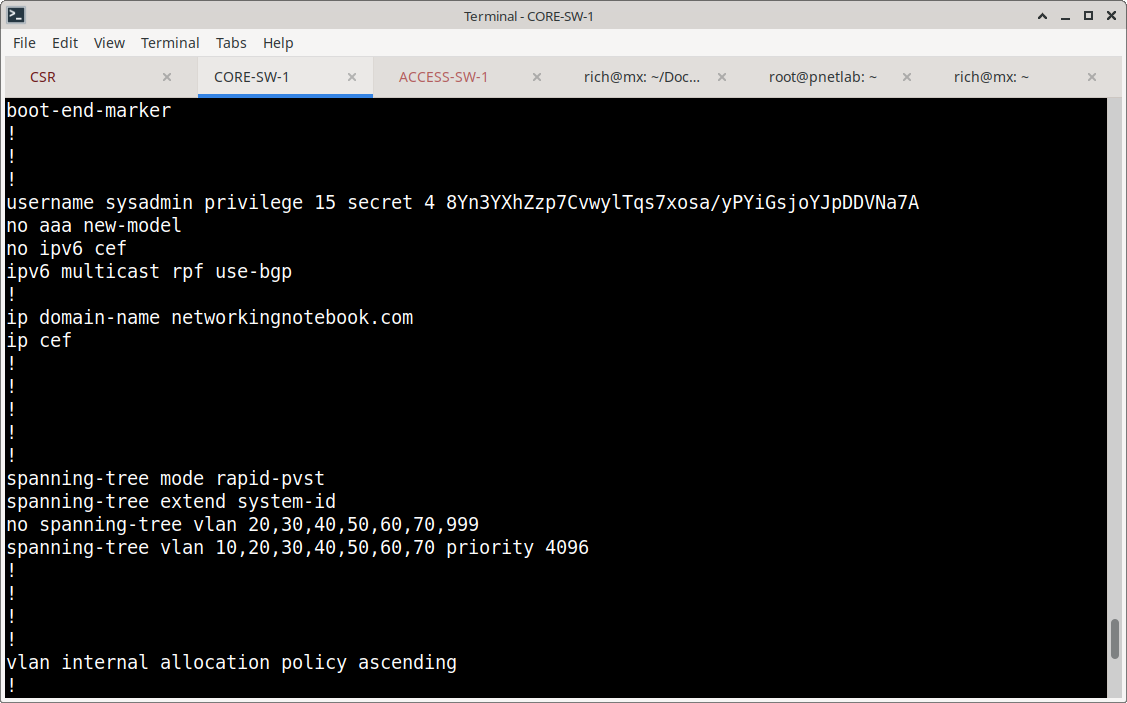 Terminal - CORE-SW-1
File Edit View Terminal Tabs Help
CSR CORE-SW-1 ACCESS-SW-1 rich@mx: ~/Doc... root@pnetlab: ~ rich@mx: ~
boot-end-marker
!
!
!
username sysadmin privilege 15 secret 4 8Yn3YXhZzp7CvwylTqs7xosa/yPYiGsjoYJpDDVNa7A
no aaa new-model
no ipv6 cef
ipv6 multicast rpf use-bgp
!
ip domain-name networkingnotebook.com
ip cef
!
!
!
!
!
spanning-tree mode rapid-pvst
spanning-tree extend system-id
no spanning-tree vlan 20,30,40,50,60,70,999
spanning-tree vlan 10,20,30,40,50,60,70 priority 4096
!
!
!
!
vlan internal allocation policy ascending
!